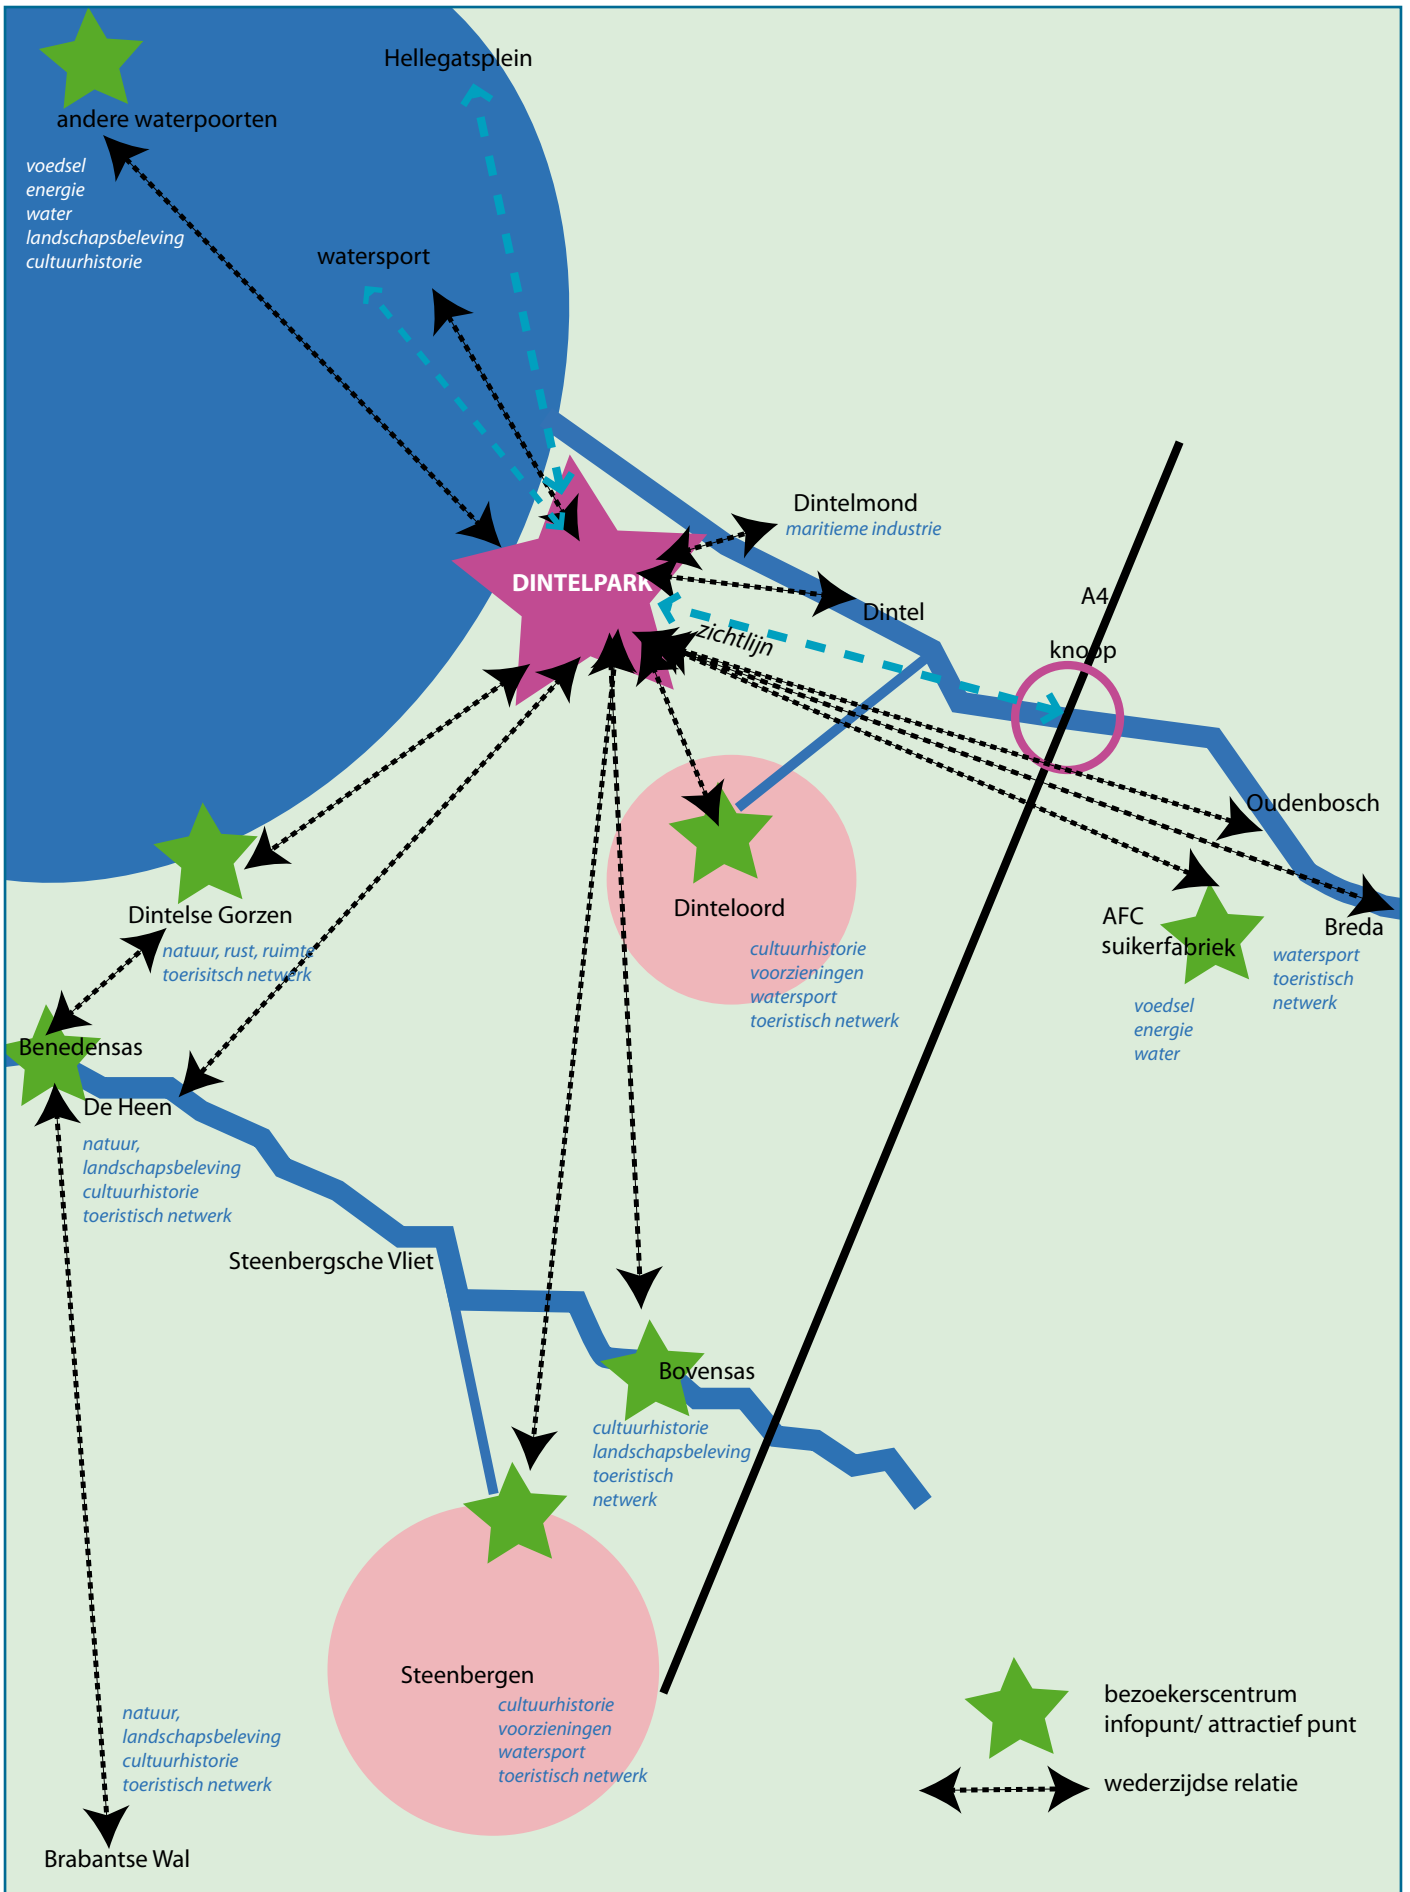 Hellegatsplein
andere waterpoorten
voedsel
energie
water
landschapsbeleving
cultuurhistorie
watersport
Dintelmond
maritieme industrie
DINTELPARK
Dintel
A4
zichtlijn
knoop
Oudenbosch
Dinteloord
cultuurhistorie
voorzieningen
watersport
toeristisch netwerk
AFC
suikerfabriek
voedsel
energie
water
Breda
watersport
toeristisch
netwerk
Dintelse Gorzen
natuur, rust, ruimte
toerisitsch netwerk
Benedensas
De Heen
natuur,
landschapsbeleving
cultuurhistorie
toeristisch netwerk
Steenbergsche Vliet
Bovensas
cultuurhistorie
landschapsbeleving
toeristisch
netwerk
Steenbergen
cultuurhistorie
voorzieningen
watersport
toeristisch netwerk
natuur,
landschapsbeleving
cultuurhistorie
toeristisch netwerk
Brabantse Wal
bezoekerscentrum
infopunt/ attractief punt
wederzijdse relatie